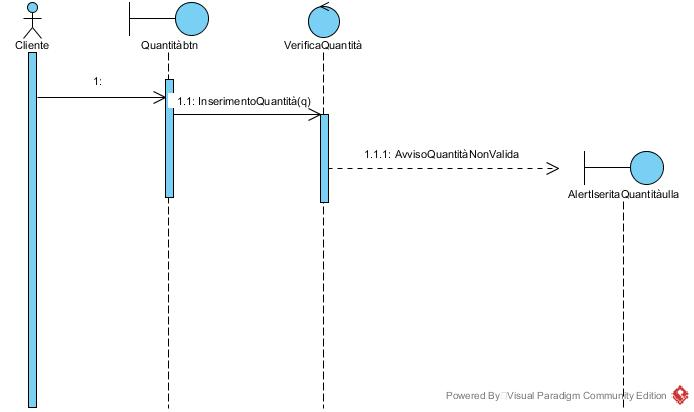 Cliente
Quantitàbtn
VerificaQuantità
1:
1.1: InserimentoQuantità(q)
1.1.1: AvvisoQuantitàNonValida
AlertIseritaQuantitàulla
Powered By Visual Paradigm Community Edition